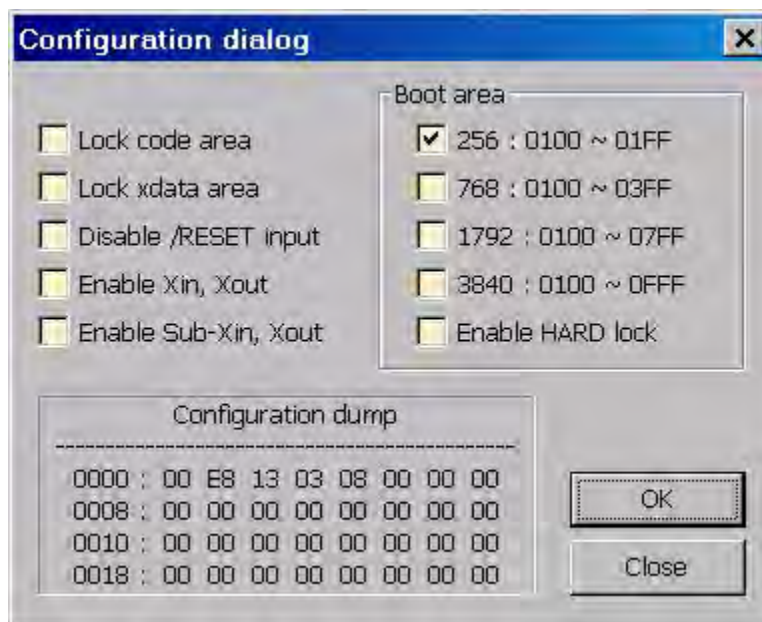 Configuration dialog
Lock code area
Lock xdata area
Disable /RESET input
Enable Xin, Xout
Enable Sub-Xin, Xout
Boot area
256 : 0100 ~ 01FF
768 : 0100 ~ 03FF
1792 : 0100 ~ 07FF
3840 : 0100 ~ 0FFF
Enable HARD lock
Configuration dump
--------------------------------------------------
0000 : 00 E8 13 03 08 00 00 00
0008 : 00 00 00 00 00 00 00 00
0010 : 00 00 00 00 00 00 00 00
0018 : 00 00 00 00 00 00 00 00
OK
Close